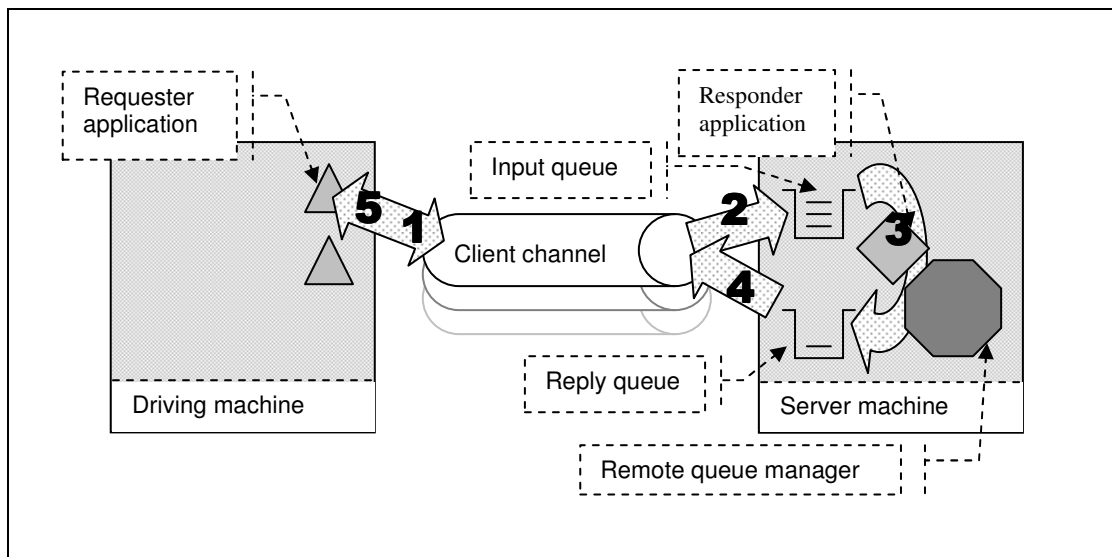 Requester
application
Responder
application
Input queue
5
1
2
3
Client channel
4
Reply queue
Driving machine
Server machine
Remote queue manager